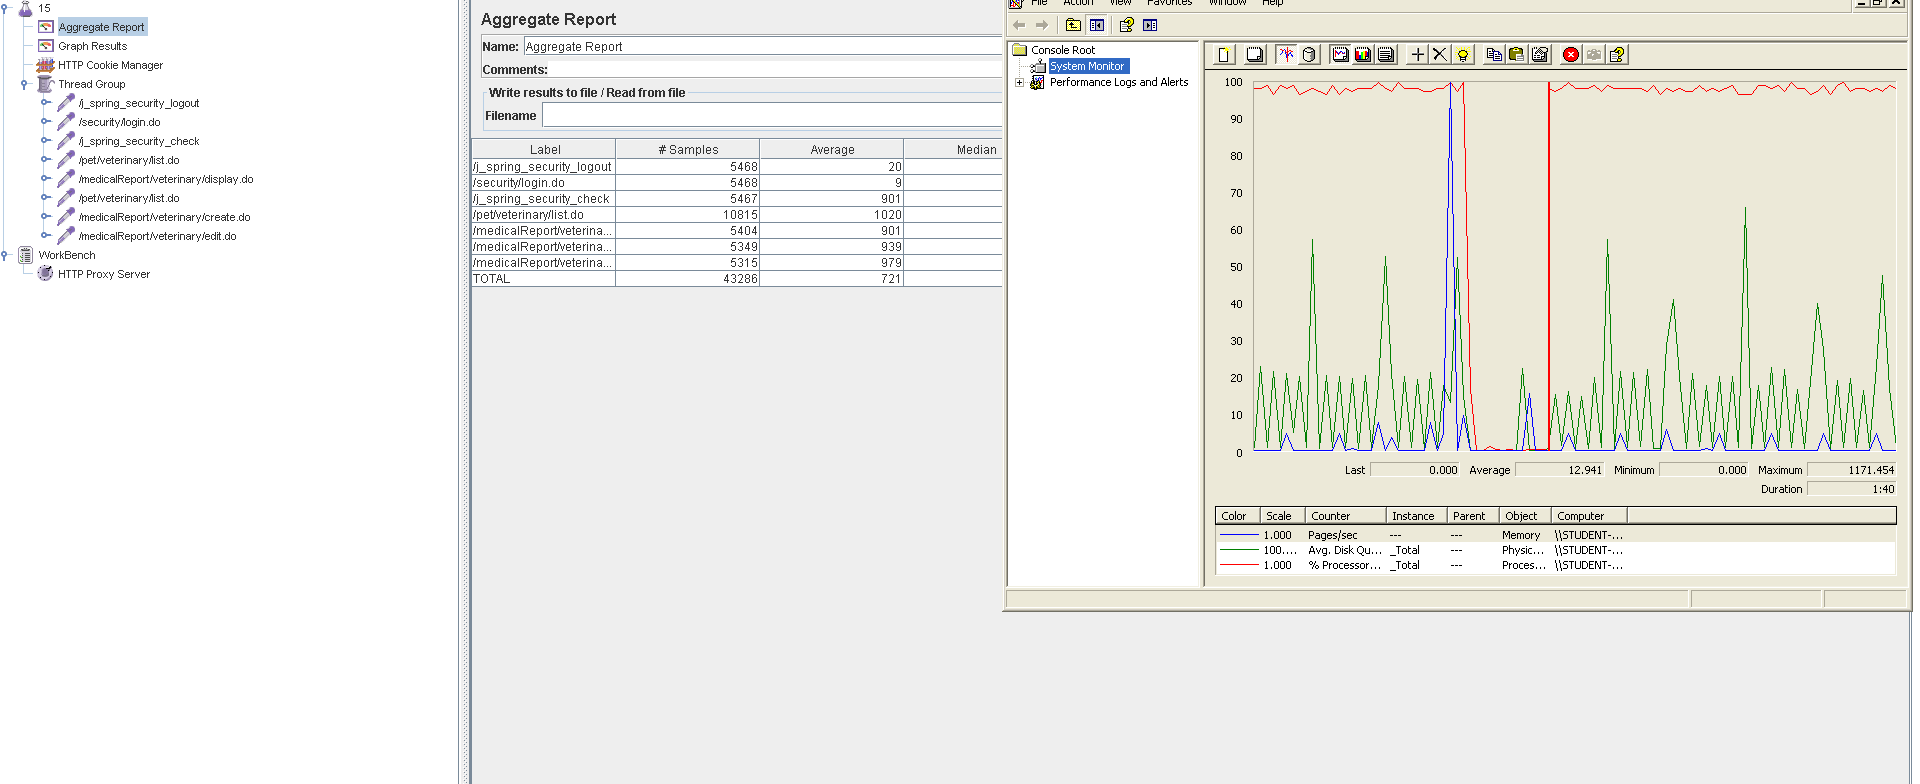 15
Aggregate Report
Graph Results
HTTP Cookie Manager
Thread Group
/j_spring_security_logout
/security/login.do
/j_spring_security_check
/pet/veterinary/list.do
/medicalReport/veterinary/display.do
/pet/veterinary/list.do
/medicalReport/veterinary/create.do
/medicalReport/veterinary/edit.do
WorkBench
HTTP Proxy Server
Aggregate Report
Name: Aggregate Report
Comments:
Write results to file / Read from file
Filename
Label # Samples Average Median
/j_spring_security_logout 5468 20
/security/login.do 5468 9
/j_spring_security_check 5467 901
/pet/veterinary/list.do 10815 1020
/medicalReport/veterina... 5404 901
/medicalReport/veterina... 5349 939
/medicalReport/veterina... 5315 979
TOTAL 43286 721
File Action View Favorites Window Help
Console Root
System Monitor
Performance Logs and Alerts
100
90
80
70
60
50
40
30
20
10
0
Last 0.000 Average 12.941 Minimum 0.000 Maximum 1171.454
Duration 1:40
Color Scale Counter Instance Parent Object Computer
1.000 Pages/sec --- --- Memory \\STUDENT-...
100.... Avg. Disk Qu... _Total --- Physic... \\STUDENT-...
1.000 % Processor... _Total --- Proces... \\STUDENT-...